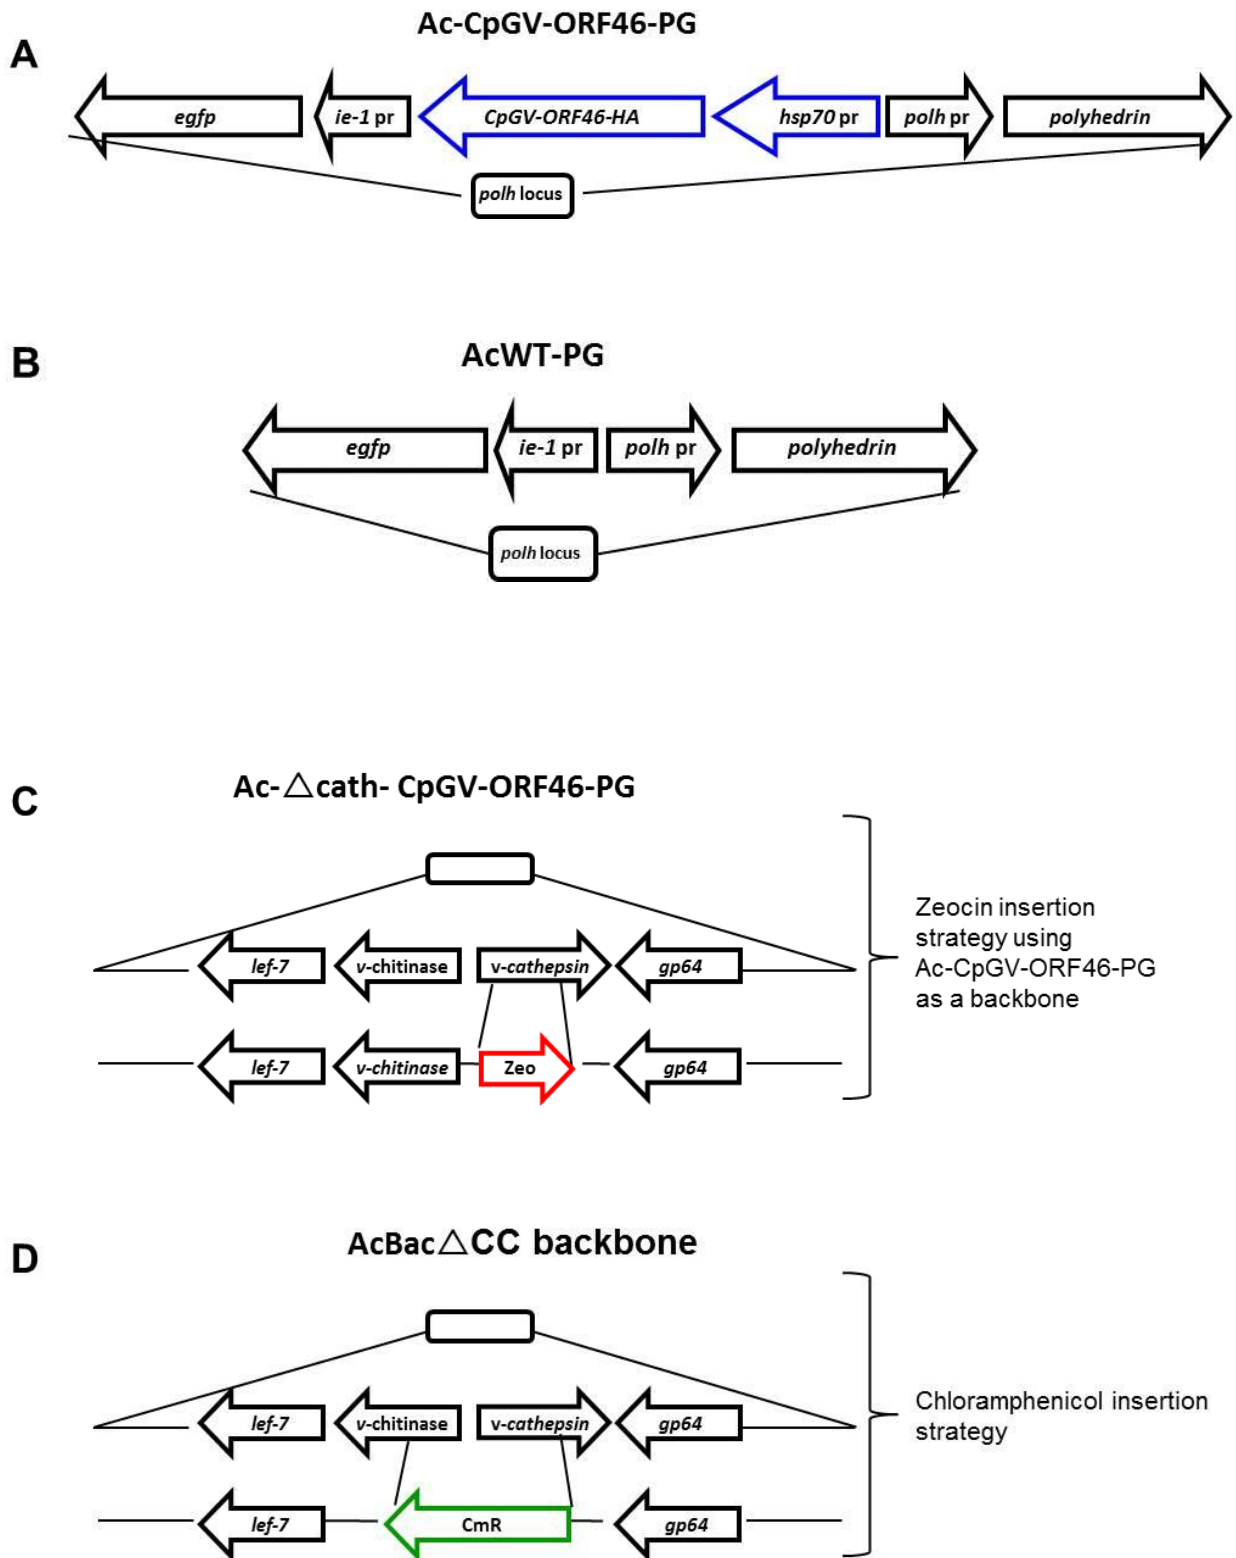 Ac-CpGV-ORF46-PG
A
egfp ie-1 pr CpGV-ORF46-HA hsp70 pr polh pr polyhedrin
polh locus
AcWT-PG
B
egfp ie-1 pr polh pr polyhedrin
polh locus
Ac-△cath- CpGV-ORF46-PG
C
lef-7 v-chitinase v-cathepsin gp64
lef-7 v-chitinase Zeo gp64
Zeocin insertion
strategy using
Ac-CpGV-ORF46-PG
as a backbone
AcBac△CC backbone
D
lef-7 v-chitinase v-cathepsin gp64
lef-7 CmR gp64
Chloramphenicol insertion
strategy